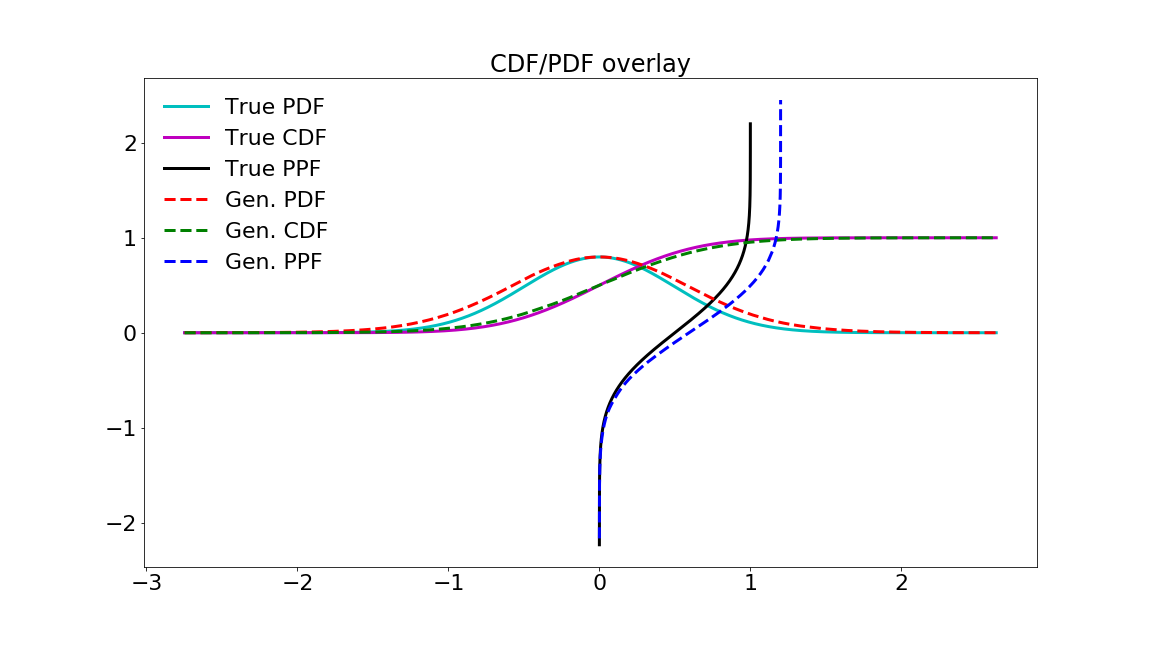 CDF/PDF overlay
True PDF
True CDF
True PPF
Gen. PDF
Gen. CDF
Gen. PPF
2
1
0
−1
−2
−3 −2 −1 0 1 2